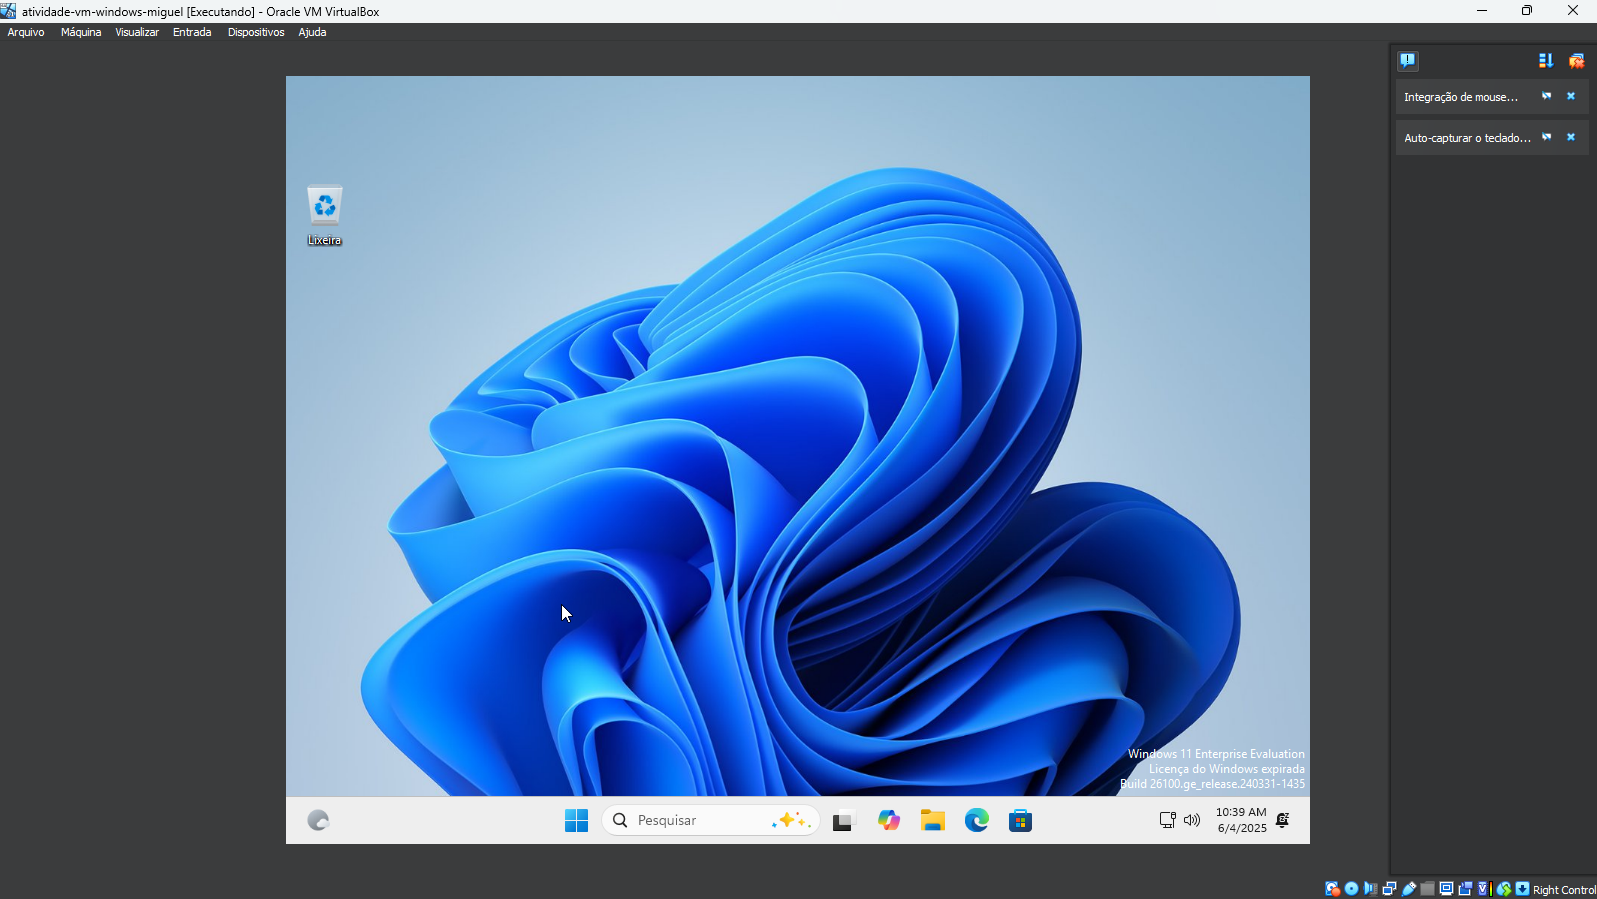 atividade-vm-windows-miguel [Executando] - Oracle VM VirtualBox
Arquivo Máquina Visualizar Entrada Dispositivos Ajuda
Integração de mouse...
Auto-capturar o teclado...
Lixeira
Windows 11 Enterprise Evaluation
Licença do Windows expirada
Build 26100.ge_release.240331-1435
Pesquisar
10:39 AM
6/4/2025
Right Control